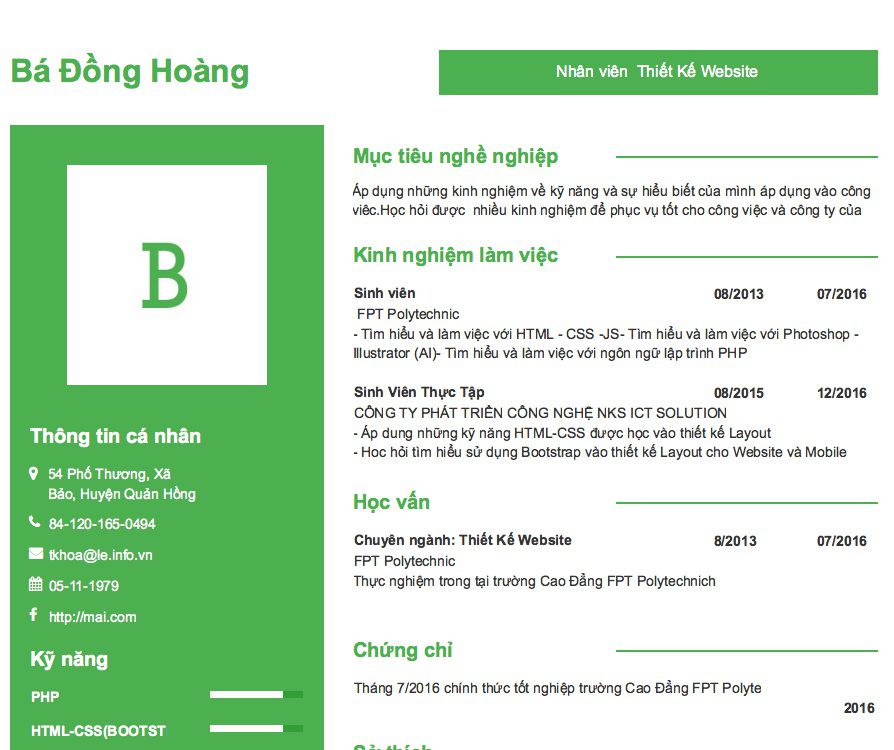 Bá Đồng Hoàng
Nhân viên Thiết Kế Website
B
Thông tin cá nhân
54 Phố Thương, Xã
Bảo, Huyện Quản Hồng
84-120-165-0494
tkhoa@le.info.vn
05-11-1979
http://mai.com
Kỹ năng
PHP
HTML-CSS(BOOTST
Mục tiêu nghề nghiệp
Áp dụng những kinh nghiệm về kỹ năng và sự hiểu biết của mình áp dụng vào công
viêc.Học hỏi được nhiều kinh nghiệm để phục vụ tốt cho công việc và công ty của
Kinh nghiệm làm việc
Sinh viên 08/2013 07/2016
FPT Polytechnic
- Tìm hiểu và làm việc với HTML - CSS -JS- Tìm hiểu và làm việc với Photoshop -
Illustrator (AI)- Tìm hiểu và làm việc với ngôn ngữ lập trình PHP
Sinh Viên Thực Tập 08/2015 12/2016
CÔNG TY PHÁT TRIỂN CÔNG NGHỆ NKS ICT SOLUTION
- Áp dung những kỹ năng HTML-CSS được học vào thiết kế Layout
- Hoc hỏi tìm hiểu sử dụng Bootstrap vào thiết kế Layout cho Website và Mobile
Học vấn
Chuyên ngành: Thiết Kế Website 8/2013 07/2016
FPT Polytechnic
Thực nghiệm trong tại trường Cao Đẳng FPT Polytechnich
Chứng chỉ
Tháng 7/2016 chính thức tốt nghiệp trường Cao Đẳng FPT Polyte
2016
Sở thích